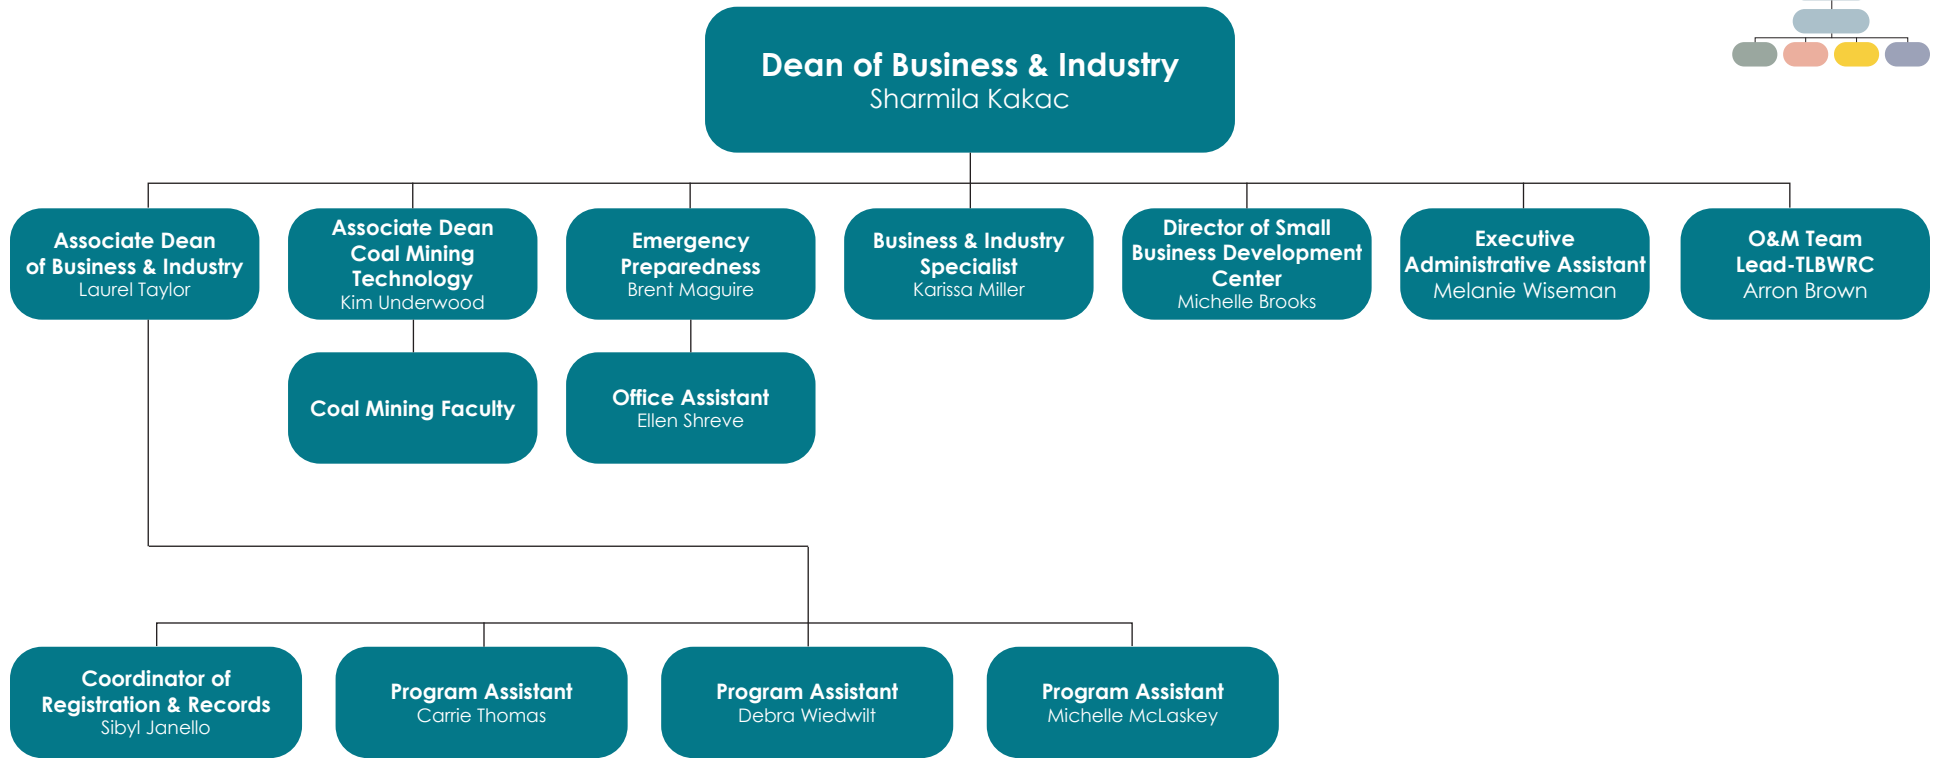 Dean of Business & Industry
Sharmila Kakac
Associate Dean
of Business & Industry
Laurel Taylor
Associate Dean
Coal Mining
Technology
Kim Underwood
Emergency
Preparedness
Brent Maguire
Business & Industry
Specialist
Karissa Miller
Director of Small
Business Development
Center
Michelle Brooks
Executive
Administrative Assistant
Melanie Wiseman
O&M Team
Lead-TLBWRC
Arron Brown
Coal Mining Faculty
Office Assistant
Ellen Shreve
Coordinator of
Registration & Records
Sibyl Janello
Program Assistant
Carrie Thomas
Program Assistant
Debra Wiedwilt
Program Assistant
Michelle McLaskey